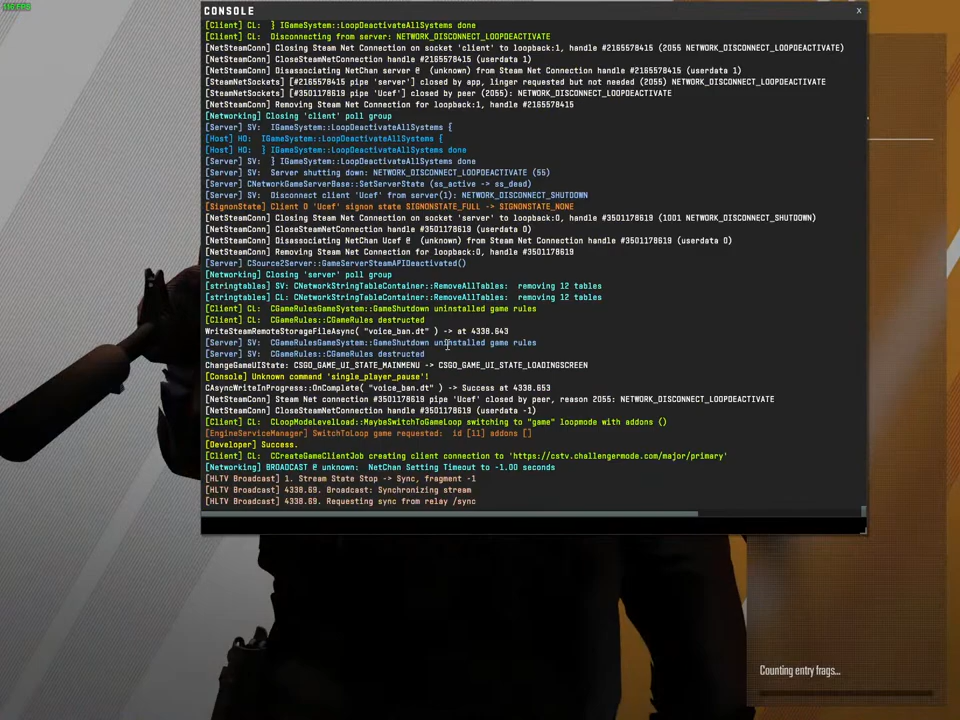 116 FPS
CONSOLE
x
[Client] CL:  } IGameSystem::LoopDeactivateAllSystems done
[Client] CL:  Disconnecting from server: NETWORK_DISCONNECT_LOOPDEACTIVATE
[NetSteamConn] Closing Steam Net Connection on socket 'client' to loopback:1, handle #2165578415 (2055 NETWORK_DISCONNECT_LOOPDEACTIVATE)
[NetSteamConn] CloseSteamNetConnection handle #2165578415 (userdata 1)
[NetSteamConn] Disassociating NetChan server @  (unknown) from Steam Net Connection handle #2165578415 (userdata 1)
[SteamNetSockets] [#2165578415 pipe 'server'] closed by app, linger requested but not needed (2055) NETWORK_DISCONNECT_LOOPDEACTIVATE
[SteamNetSockets] [#3501178619 pipe 'Ucef'] closed by peer (2055): NETWORK_DISCONNECT_LOOPDEACTIVATE
[NetSteamConn] Removing Steam Net Connection for loopback:1, handle #2165578415
[Networking] Closing 'client' poll group
[Server] SV:  IGameSystem::LoopDeactivateAllSystems {
[Host] HO:  IGameSystem::LoopDeactivateAllSystems {
[Host] HO:  } IGameSystem::LoopDeactivateAllSystems done
[Server] SV:  } IGameSystem::LoopDeactivateAllSystems done
[Server] SV:  Server shutting down: NETWORK_DISCONNECT_LOOPDEACTIVATE (55)
[Server] CNetworkGameServerBase::SetServerState (ss_active -> ss_dead)
[Server] SV:  Disconnect client 'Ucef' from server(1): NETWORK_DISCONNECT_SHUTDOWN
[SignonState] Client 0 'Ucef' signon state SIGNONSTATE_FULL -> SIGNONSTATE_NONE
[NetSteamConn] Closing Steam Net Connection on socket 'server' to loopback:0, handle #3501178619 (1001 NETWORK_DISCONNECT_SHUTDOWN)
[NetSteamConn] CloseSteamNetConnection handle #3501178619 (userdata 0)
[NetSteamConn] Disassociating NetChan Ucef @  (unknown) from Steam Net Connection handle #3501178619 (userdata 0)
[NetSteamConn] Removing Steam Net Connection for loopback:0, handle #3501178619
[Server] CSource2Server::GameServerSteamAPIDeactivated()
[Networking] Closing 'server' poll group
[stringtables] SV: CNetworkStringTableContainer::RemoveAllTables:  removing 12 tables
[stringtables] CL: CNetworkStringTableContainer::RemoveAllTables:  removing 12 tables
[Client] CL:  CGameRulesGameSystem::GameShutdown uninstalled game rules
[Client] CL:  CGameRules::CGameRules destructed
WriteSteamRemoteStorageFileAsync( "voice_ban.dt" ) -> at 4338.643
[Server] SV:  CGameRulesGameSystem::GameShutdown uninstalled game rules
[Server] SV:  CGameRules::CGameRules destructed
ChangeGameUIState: CSGO_GAME_UI_STATE_MAINMENU -> CSGO_GAME_UI_STATE_LOADINGSCREEN
[Console] Unknown command 'single_player_pause'!
CAsyncWriteInProgress::OnComplete( "voice_ban.dt" ) -> Success at 4338.653
[NetSteamConn] Steam Net connection #3501178619 pipe 'Ucef' closed by peer, reason 2055: NETWORK_DISCONNECT_LOOPDEACTIVATE
[NetSteamConn] CloseSteamNetConnection handle #3501178619 (userdata -1)
[Client] CL:  CLoopModeLevelLoad::MaybeSwitchToGameLoop switching to "game" loopmode with addons ()
[EngineServiceManager] SwitchToLoop game requested:  id [11] addons []
[Developer] Success.
[Client] CL:  CCreateGameClientJob creating client connection to 'https://cstv.challengermode.com/major/primary'
[Networking] BROADCAST @ unknown:  NetChan Setting Timeout to -1.00 seconds
[HLTV Broadcast] 1. Stream State Stop -> Sync, fragment -1
[HLTV Broadcast] 4338.69. Broadcast: Synchronizing stream
[HLTV Broadcast] 4338.69. Requesting sync from relay /sync
Counting entry frags...